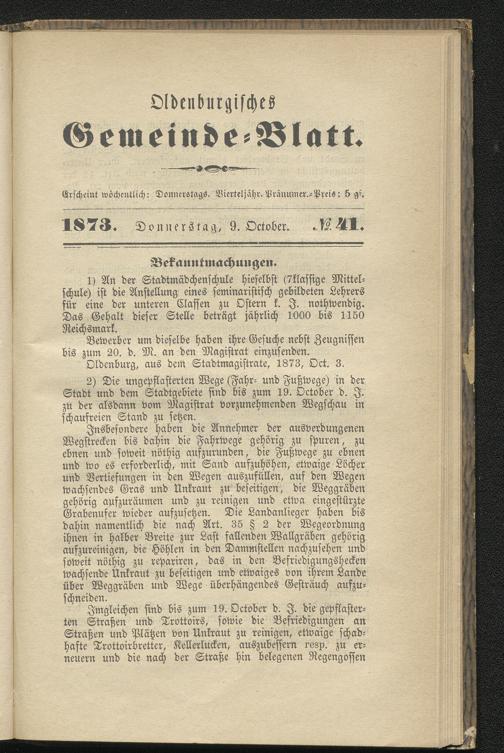 Oldenburgisches
Gemeinde-Blatt.
Erscheint wöchentlich: Donnerstags. Vierteljähr. Pränumer.-Preis: 5 gr.
1873. Donnerstag, 9. October. № 41.
Bekanntmachungen.
1) An der Stadtmädchenschule hieselbst (7klassige Mittel-
schule) ist die Anstellung eines seminaristisch gebildeten Lehrers
für eine der unteren Classen zu Ostern k. J. nothwendig.
Das Gehalt dieser Stelle beträgt jährlich 1000 bis 1150
Reichsmark.
Bewerber um dieselbe haben ihre Gesuche nebst Zeugnissen
bis zum 20. d. M. an den Magistrat einzusenden.
Oldenburg, aus dem Stadtmagistrate, 1873, Oct. 3.
2) Die ungepflasterten Wege (Fahr- und Fußwege) in der
Stadt und dem Stadtgebiete sind bis zum 19. October d. J.
zu der alsdann vom Magistrat vorzunehmenden Wegschau in
schaufreien Stand zu setzen.
Insbesondere haben die Annehmer der ausverdungenen
Wegstrecken bis dahin die Fahrwege gehörig zu spuren, zu
ebnen und soweit nöthig aufzurunden, die Fußwege zu ebnen
und wo es erforderlich, mit Sand aufzuhöhen, etwaige Löcher
und Vertiefungen in den Wegen auszufüllen, auf den Wegen
wachsendes Gras und Unkraut zu beseitigen, die Weggräben
gehörig aufzuräumen und zu reinigen und etwa eingestürzte
Grabenufer wieder aufzusetzen. Die Landanlieger haben bis
dahin namentlich die nach Art. 35 § 2 der Wegeordnung
ihnen in halber Breite zur Last fallenden Wallgräben gehörig
aufzureinigen, die Höhlen in den Dammstellen nachzusehen und
soweit nöthig zu repariren, das in den Befriedigungshecken
wachsende Unkraut zu beseitigen und etwaiges von ihrem Lande
über Weggräben und Wege überhängendes Gesträuch aufzu-
schneiden.
Imgleichen sind bis zum 19. October d. J. die gepflaster-
ten Straßen und Trottoirs, sowie die Befriedigungen an
Straßen und Plätzen von Unkraut zu reinigen, etwaige schad-
hafte Trottoirbretter, Kellerlucken, auszubessern resp. zu er-
neuern und die nach der Straße hin belegenen Regengossen